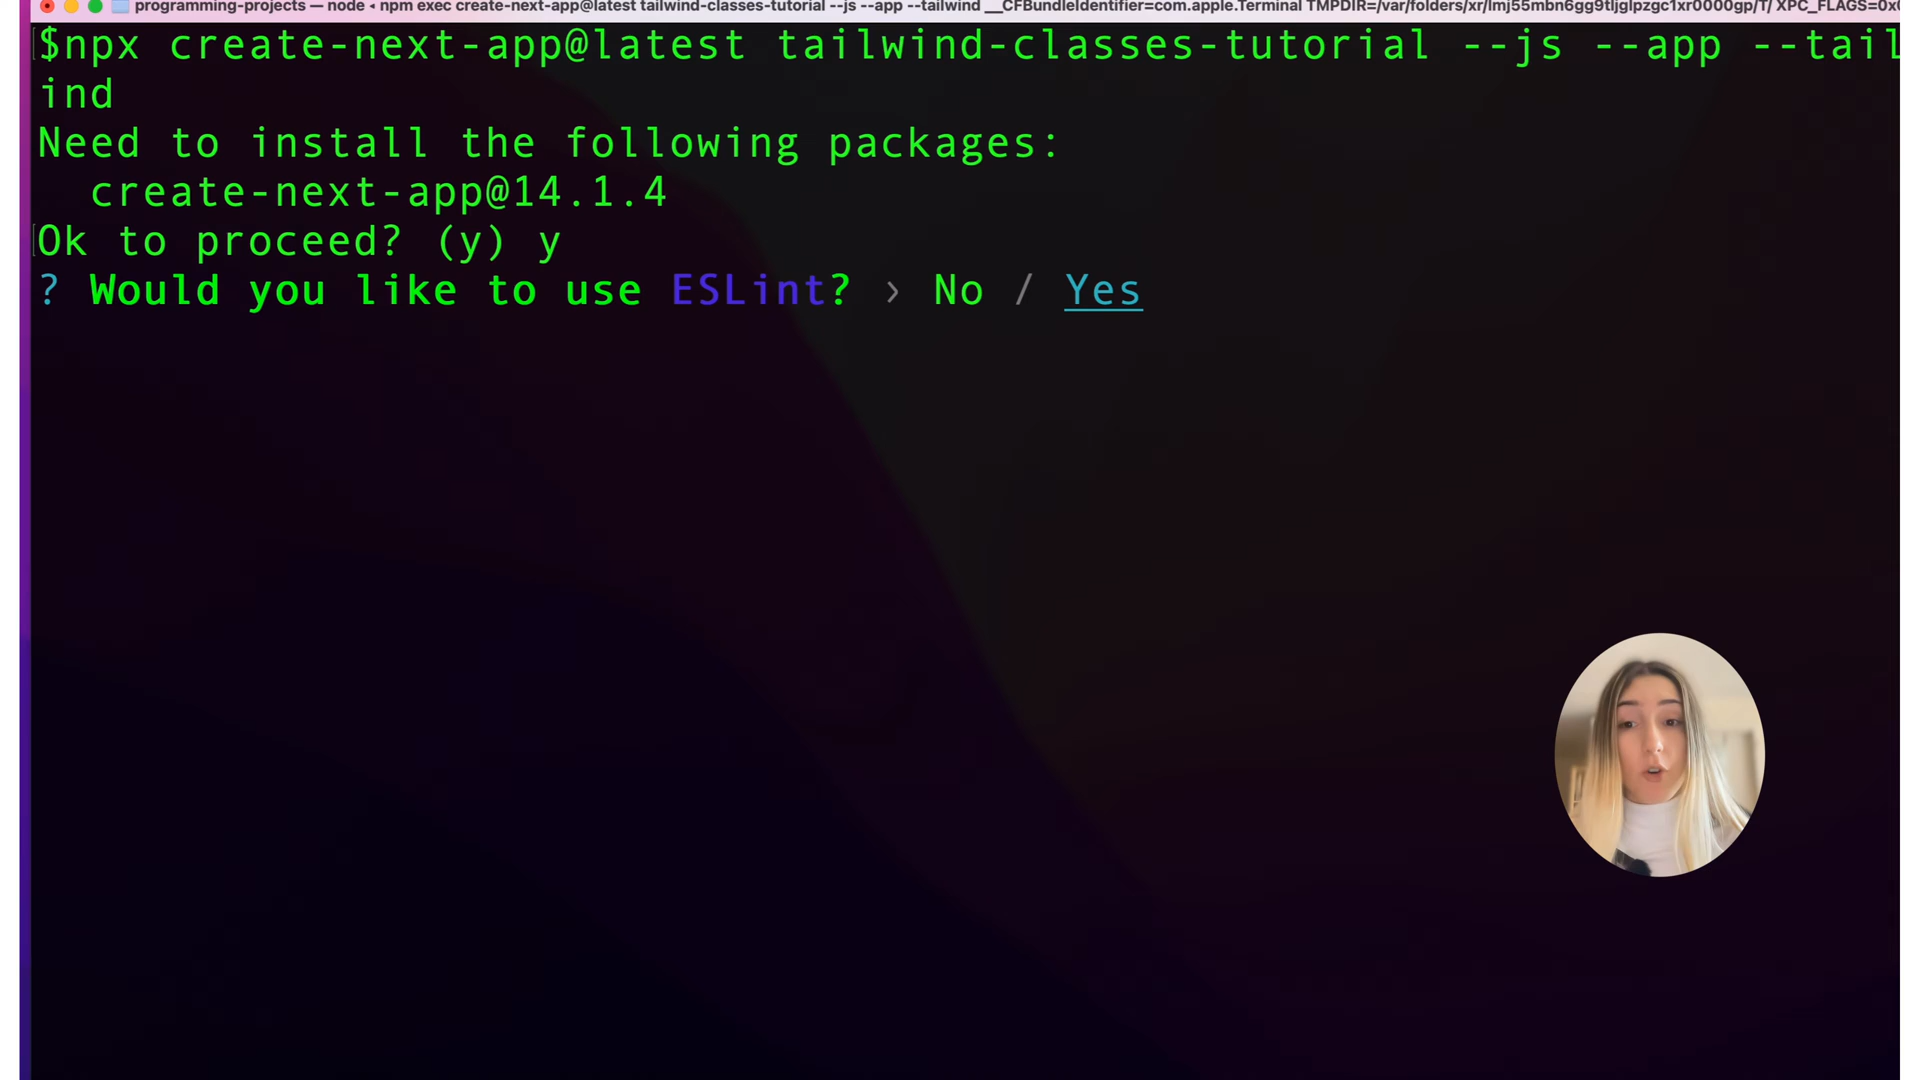 programming-projects — node ◂ npm exec create-next-app@latest tailwind-classes-tutorial --js --app --tailwind __CFBundleIdentifier=com.apple.Terminal TMPDIR=/var/folders/xr/lmj55mbn6gg9tljglpzgc1xr0000gp/T/ XPC_FLAGS=0x0
$npx create-next-app@latest tailwind-classes-tutorial --js --app --tail
ind
Need to install the following packages:
create-next-app@14.1.4
Ok to proceed? (y) y
? Would you like to use ESLint? › No / Yes